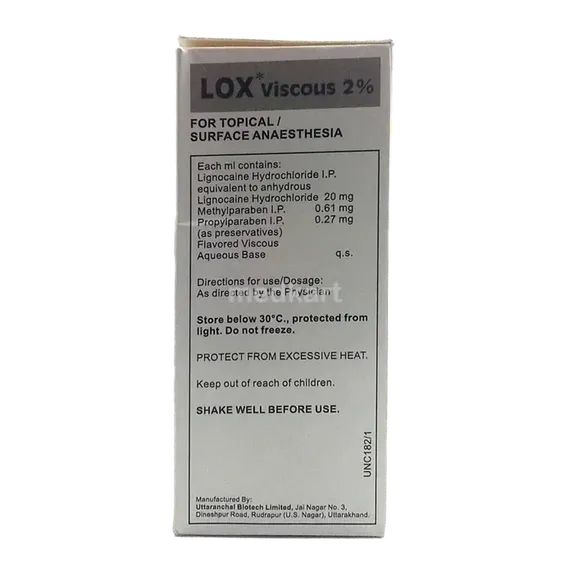 LOX* Viscous 2%
FOR TOPICAL /
SURFACE ANAESTHESIA
Each ml contains:
Lignocaine Hydrochloride I.P.
equivalent to anhydrous
Lignocaine Hydrochloride 20 mg
Methylparaben I.P. 0.61 mg
Propylparaben I.P. 0.27 mg
(as preservatives)
Flavored Viscous
Aqueous Base q.s.
Directions for use/Dosage:
As directed by the Physician
medkart
Store below 30°C., protected from
light. Do not freeze.
PROTECT FROM EXCESSIVE HEAT.
Keep out of reach of children.
SHAKE WELL BEFORE USE.
UNC182/1
Manufactured By:
Uttaranchal Biotech Limited, Jai Nagar No. 3,
Dineshpur Road, Rudrapur (U.S. Nagar), Uttarakhand.